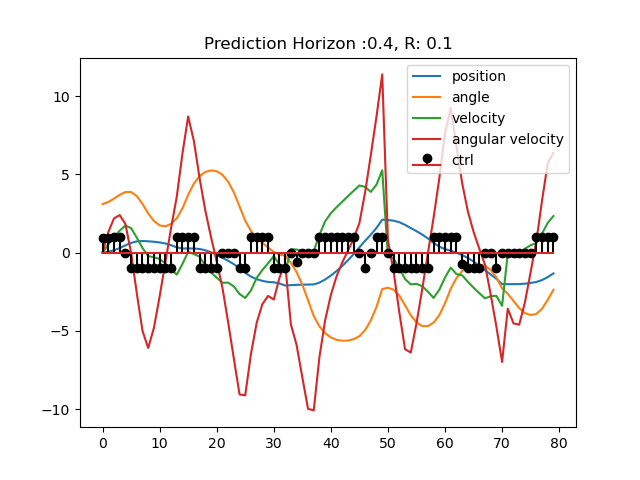 Prediction Horizon :0.4, R: 0.1
position
angle
velocity
angular velocity
ctrl
10
5
0
−5
−10
0 10 20 30 40 50 60 70 80